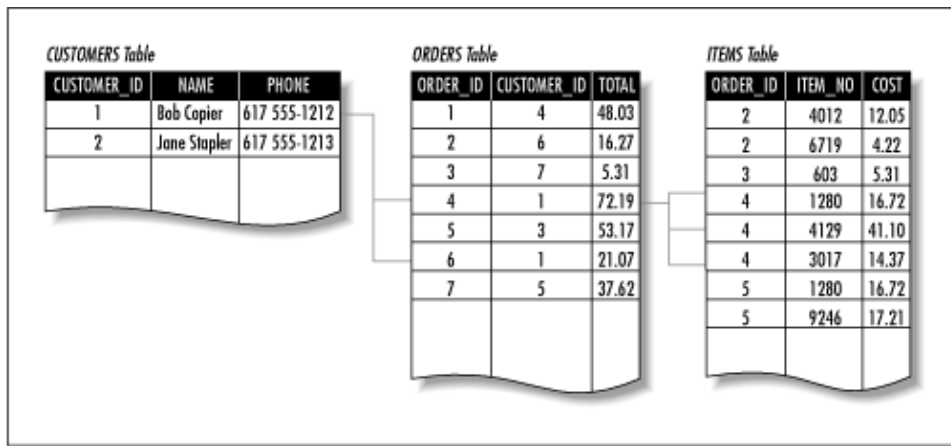 CUSTOMERS Table
CUSTOMER_ID NAME PHONE
1 Bob Copier 617 555-1212
2 Jane Stapler 617 555-1213
ORDERS Table
ORDER_ID CUSTOMER_ID TOTAL
1 4 48.03
2 6 16.27
3 7 5.31
4 1 72.19
5 3 53.17
6 1 21.07
7 5 37.62
ITEMS Table
ORDER_ID ITEM_NO COST
2 4012 12.05
2 6719 4.22
3 603 5.31
4 1280 16.72
4 4129 41.10
4 3017 14.37
5 1280 16.72
5 9246 17.21